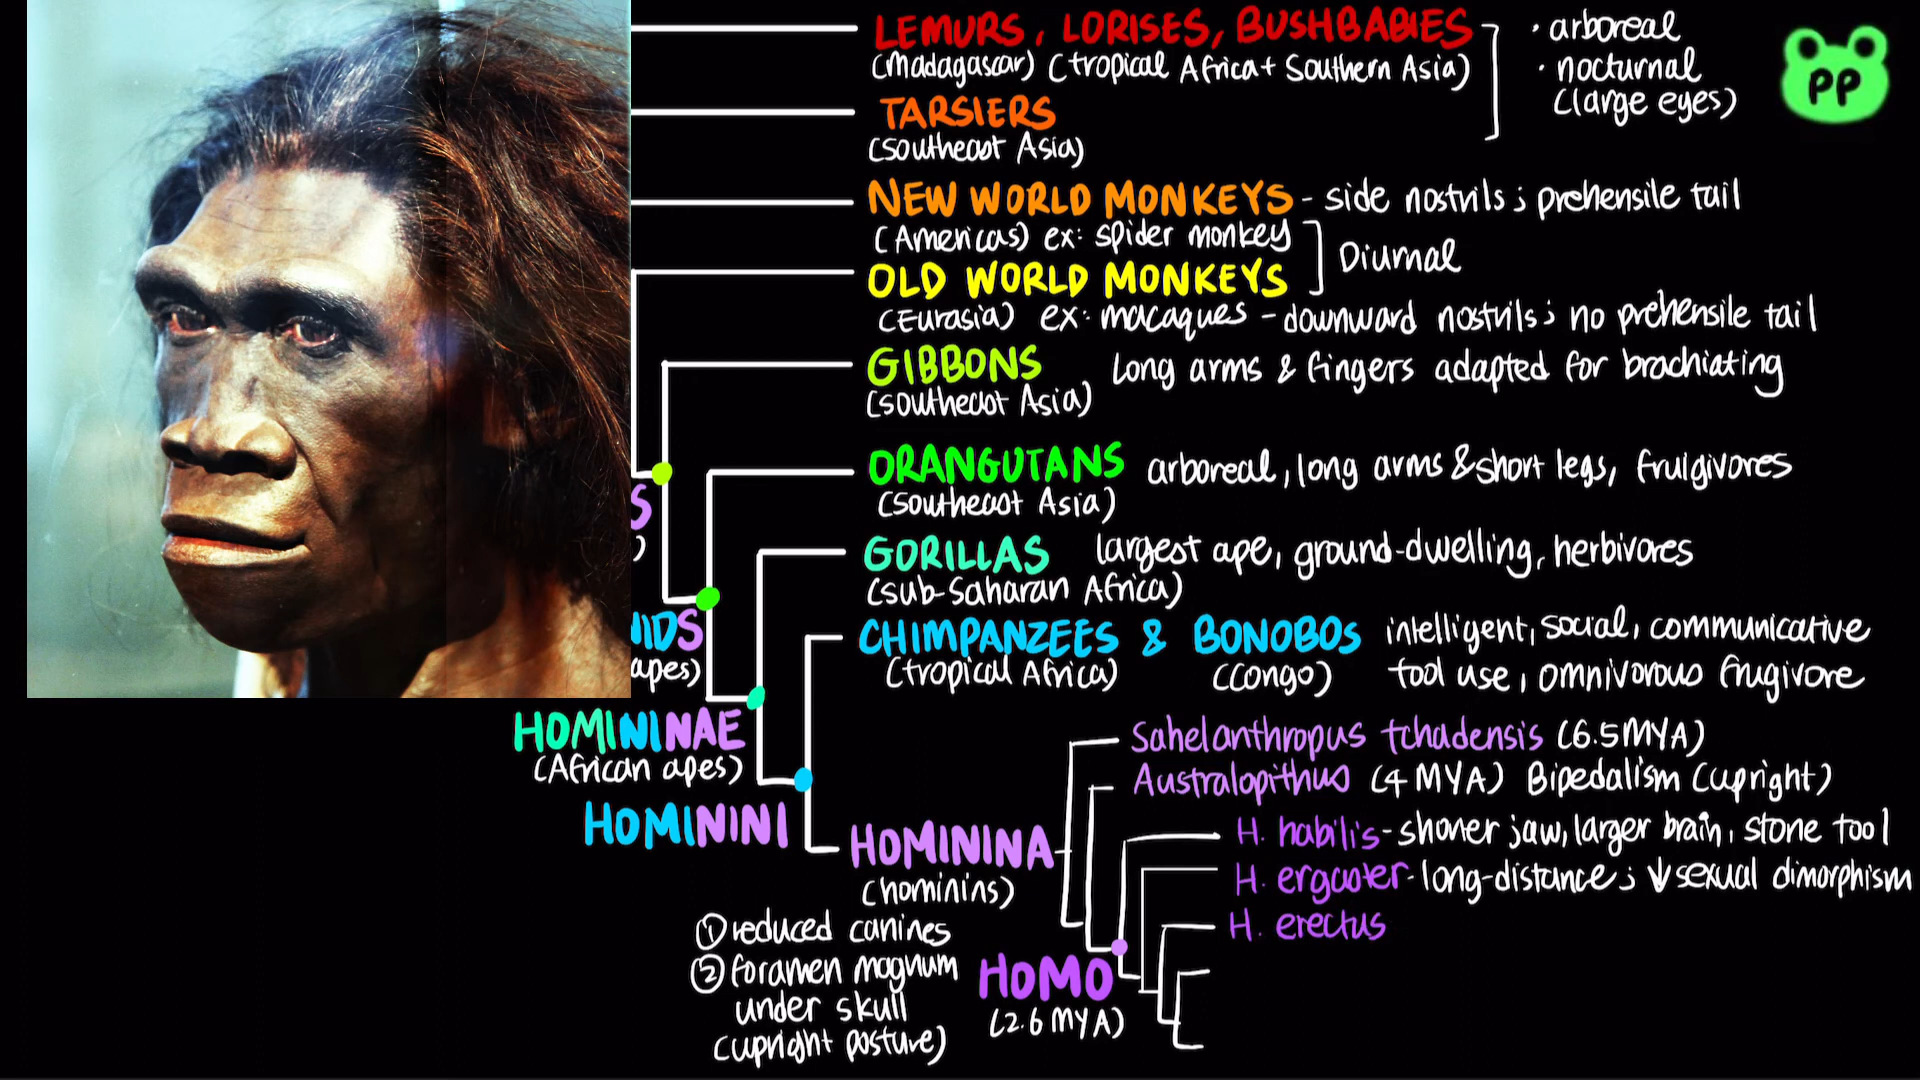 LEMURS, LORISES, BUSHBABIES
(Madagascar) (tropical Africa + Southern Asia)
· arboreal
· nocturnal
(large eyes)
PP
TARSIERS
(Southeast Asia)
NEW WORLD MONKEYS - side nostrils; prehensile tail
(Americas) ex: spider monkey
Diurnal
OLD WORLD MONKEYS
(Eurasia) ex: macaques - downward nostrils; no prehensile tail
GIBBONS long arms & fingers adapted for brachiating
(Southeast Asia)
ORANGUTANS arboreal, long arms & short legs, frulgivores
(Southeast Asia)
S
)
GORILLAS largest ape, ground-dwelling, herbivores
(sub-Saharan Africa)
NIDS
apes)
CHIMPANZEES & BONOBOS intelligent, social, communicative
(tropical Africa) (Congo) tool use, omnivorous frugivore
HOMININAE
(African apes)
Sahelanthropus tchadensis (6.5MYA)
Australopithus (4 MYA) Bipedalism (upright)
HOMININI
HOMININA
(hominins)
H. habilis - shorter jaw, larger brain, stone tool
H. ergaster - long-distance; ↓ sexual dimorphism
H. erectus
① reduced canines
② foramen magnum
under skull
(upright posture)
HOMO
(2.6 MYA)